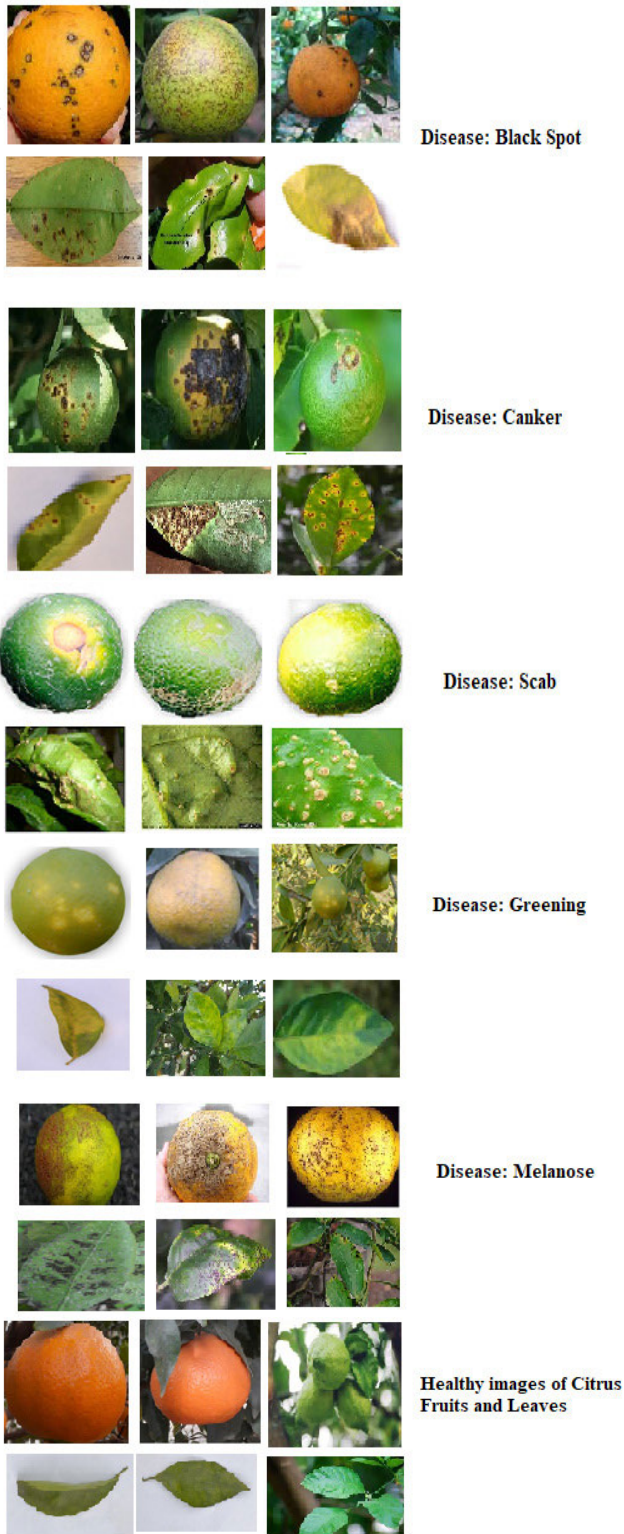 Disease: Black Spot
Disease: Canker
Disease: Scab
Disease: Greening
Disease: Melanose
Healthy images of Citrus
Fruits and Leaves